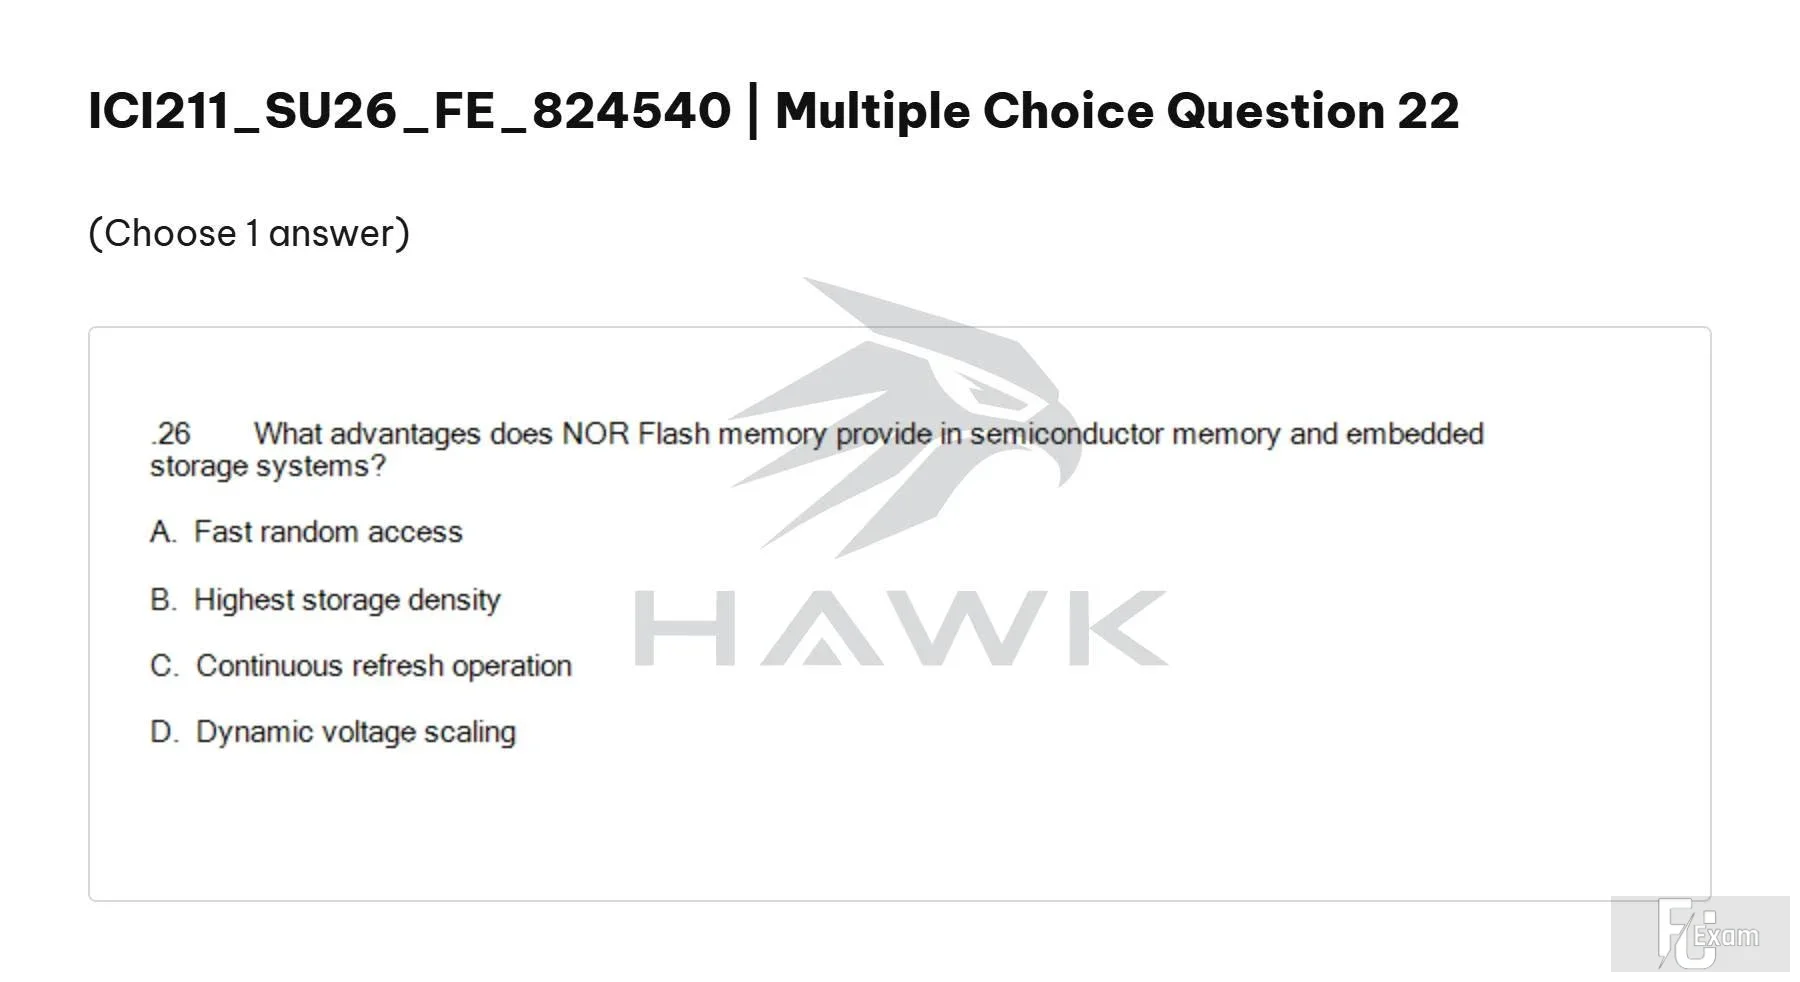 ICI211_SU26_FE_824540 | Multiple Choice Question 22
(Choose 1 answer)
.26 What advantages does NOR Flash memory provide in semiconductor memory and embedded
storage systems?
A. Fast random access
B. Highest storage density
C. Continuous refresh operation
D. Dynamic voltage scaling
HAWK
FU Exam